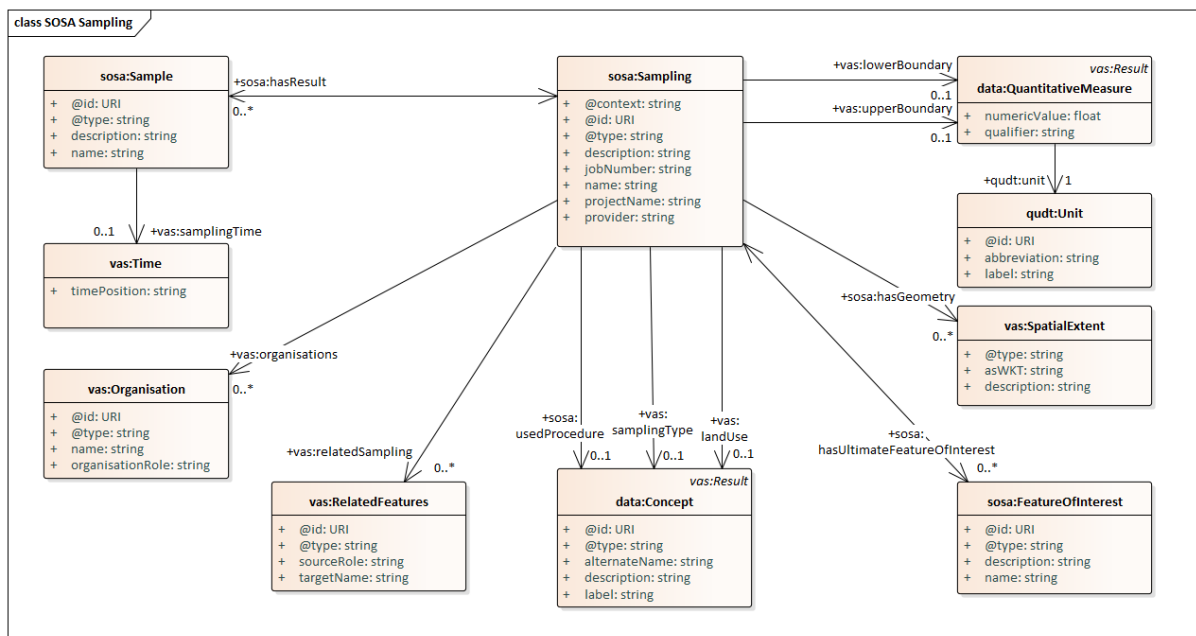 class SOSA Sampling
sosa:Sample
+ @id: URI
+ @type: string
+ description: string
+ name: string
+sosa:hasResult
0..*
sosa:Sampling
+ @context: string
+ @id: URI
+ @type: string
+ description: string
+ jobNumber: string
+ name: string
+ projectName: string
+ provider: string
+vas:lowerBoundary
0..1
+vas:upperBoundary
0..1
vas:Result
data:QuantitativeMeasure
+ numericValue: float
+ qualifier: string
+qudt:unit 1
qudt:Unit
+ @id: URI
+ abbreviation: string
+ label: string
0..1 +vas:samplingTime
vas:Time
+ timePosition: string
+sosa:hasGeometry
0..*
vas:SpatialExtent
+ @type: string
+ asWKT: string
+ description: string
+vas:organisations
0..*
vas:Organisation
+ @id: URI
+ @type: string
+ name: string
+ organisationRole: string
+vas:relatedSampling
0..*
vas:RelatedFeatures
+ @id: URI
+ @type: string
+ sourceRole: string
+ targetName: string
+sosa:
usedProcedure
0..1
+vas:
samplingType
0..1
+vas:
landUse
0..1
vas:Result
data:Concept
+ @id: URI
+ @type: string
+ alternateName: string
+ description: string
+ label: string
+sosa:
hasUltimateFeatureOfInterest
0..*
sosa:FeatureOfInterest
+ @id: URI
+ @type: string
+ description: string
+ name: string